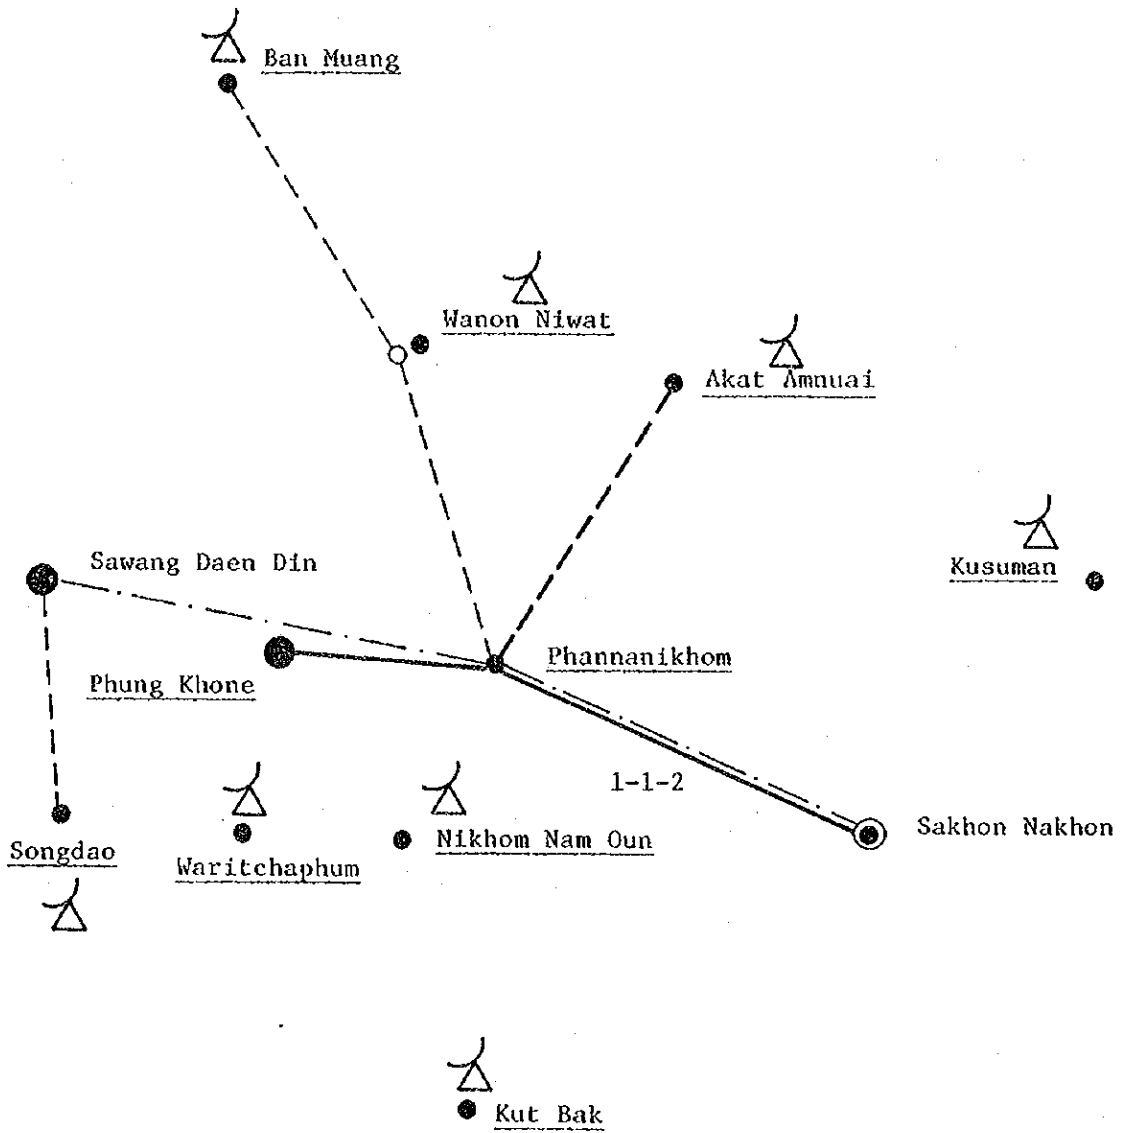 Ban Muang
Wanon Niwat
Akat Amnuai
Sawang Daen Din
Kusuman
Phannanikhom
Phung Khone
1-1-2
Sakhon Nakhon
Songdao
Nikhom Nam Oun
Waritchaphum
Kut Bak